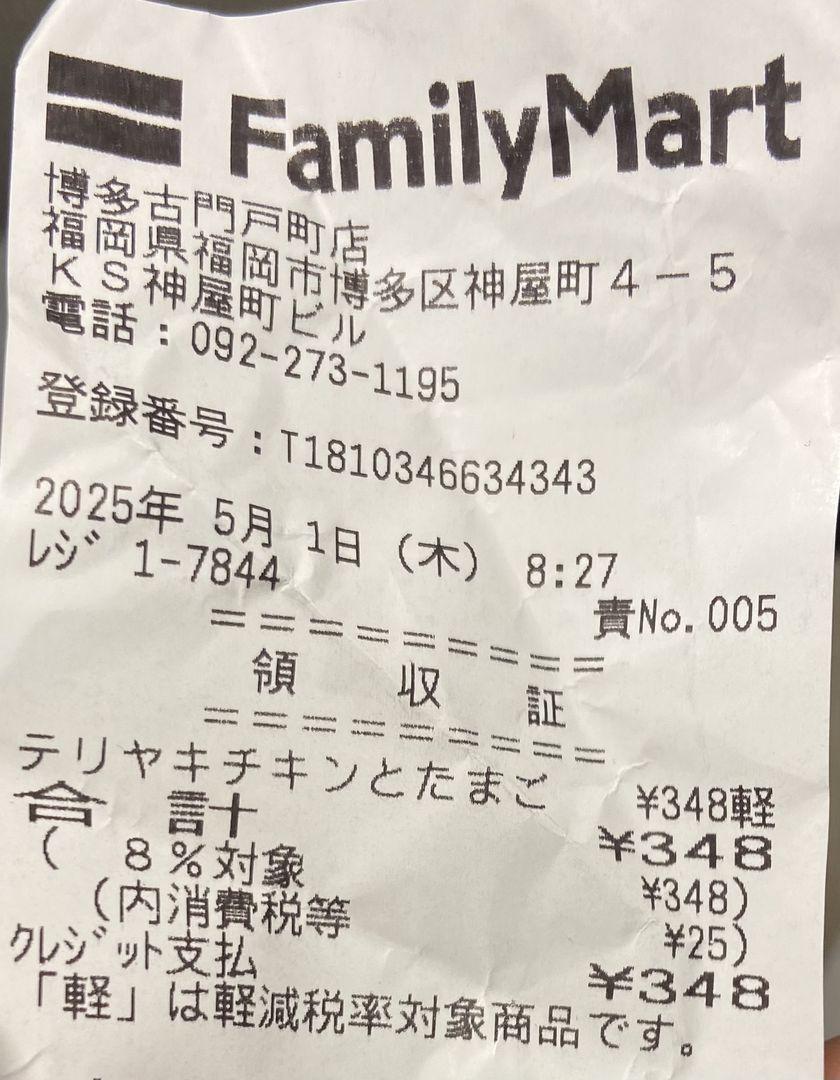 FamilyMart
博多古門戸町店
福岡県福岡市博多区神屋町4-5
KS神屋町ビル
電話:092-273-1195
登録番号:T1810346634343
2025年 5月 1日 (木) 8:27
レジ 1-7844 責No.005
=========
領 収 証
=========
テリヤキチキンとたまご ¥348軽
合 計 ¥348
( 8%対象 ¥348)
(内消費税等 ¥25)
クレジット支払 ¥348
「軽」は軽減税率対象商品です。